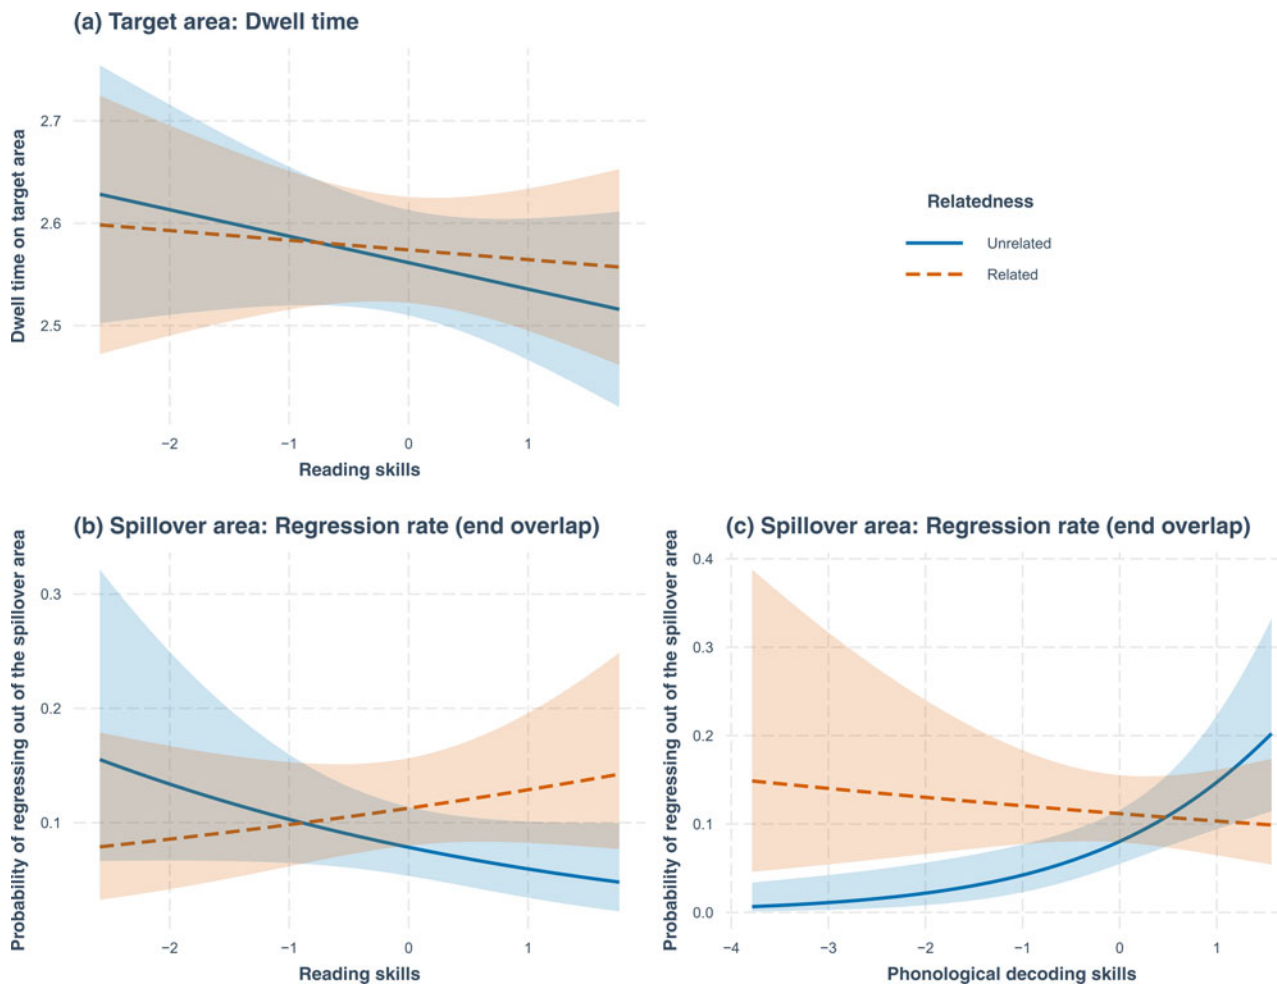 (a) Target area: Dwell time
Dwell time on target area
2.7
2.6
2.5
−2 −1 0 1
Reading skills
Relatedness
Unrelated
Related
(b) Spillover area: Regression rate (end overlap)
Probability of regressing out of the spillover area
0.3
0.2
0.1
−2 −1 0 1
Reading skills
(c) Spillover area: Regression rate (end overlap)
Probability of regressing out of the spillover area
0.4
0.3
0.2
0.1
0.0
−4 −3 −2 −1 0 1
Phonological decoding skills